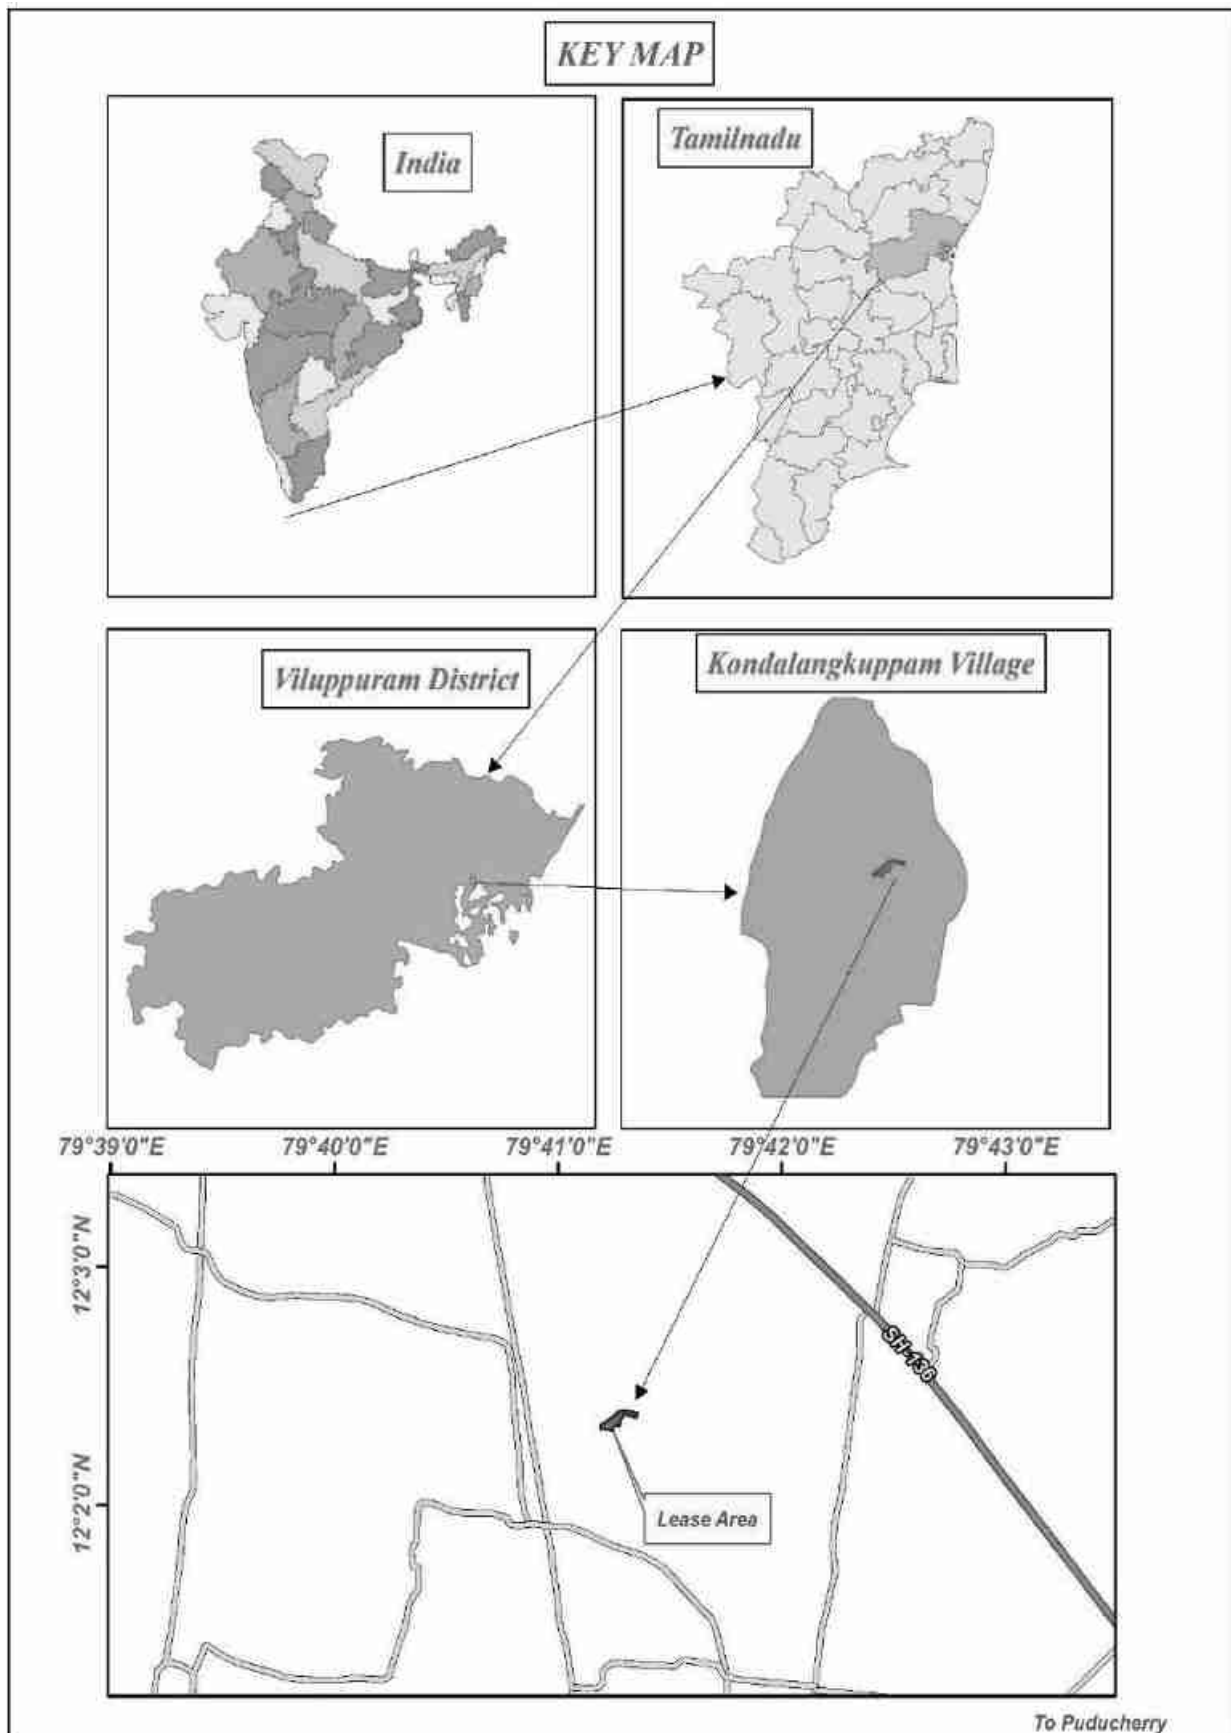 KEY MAP
India
Tamilnadu
Viluppuram District
Kondalangkuppam Village
79°39'0"E 79°40'0"E 79°41'0"E 79°42'0"E 79°43'0"E
12°3'0"N
SH-136
12°2'0"N
Lease Area
To Puducherry